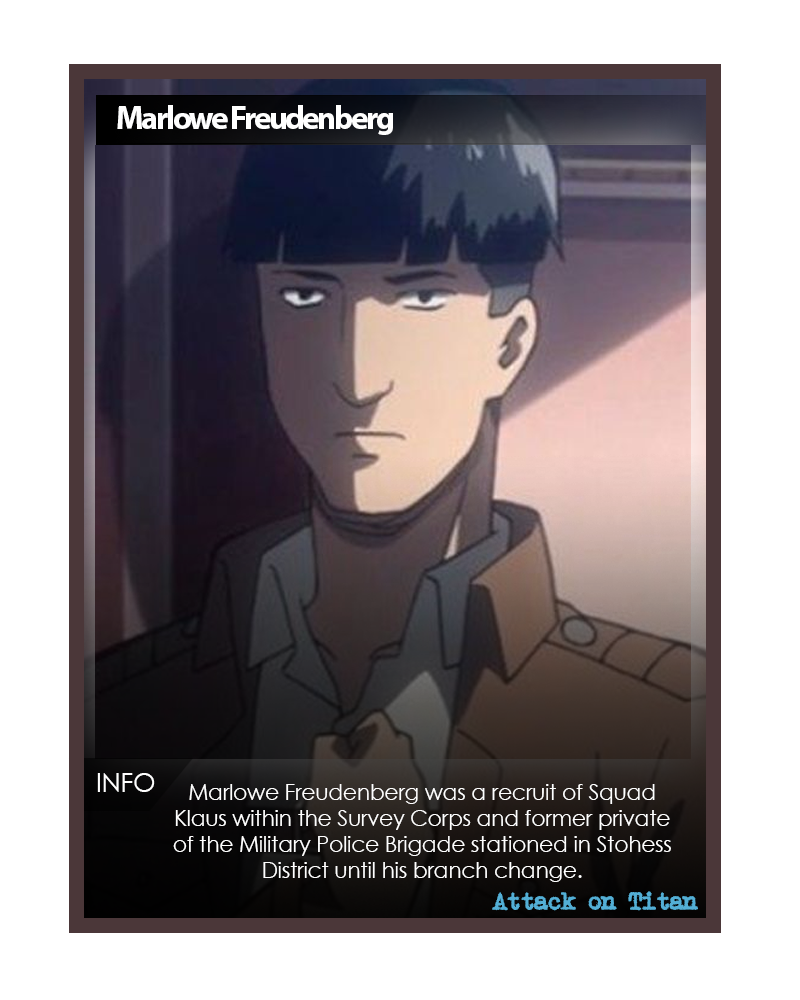 Marlowe Freudenberg
INFO
Marlowe Freudenberg was a recruit of Squad
Klaus within the Survey Corps and former private
of the Military Police Brigade stationed in Stohess
District until his branch change.
Attack on Titan